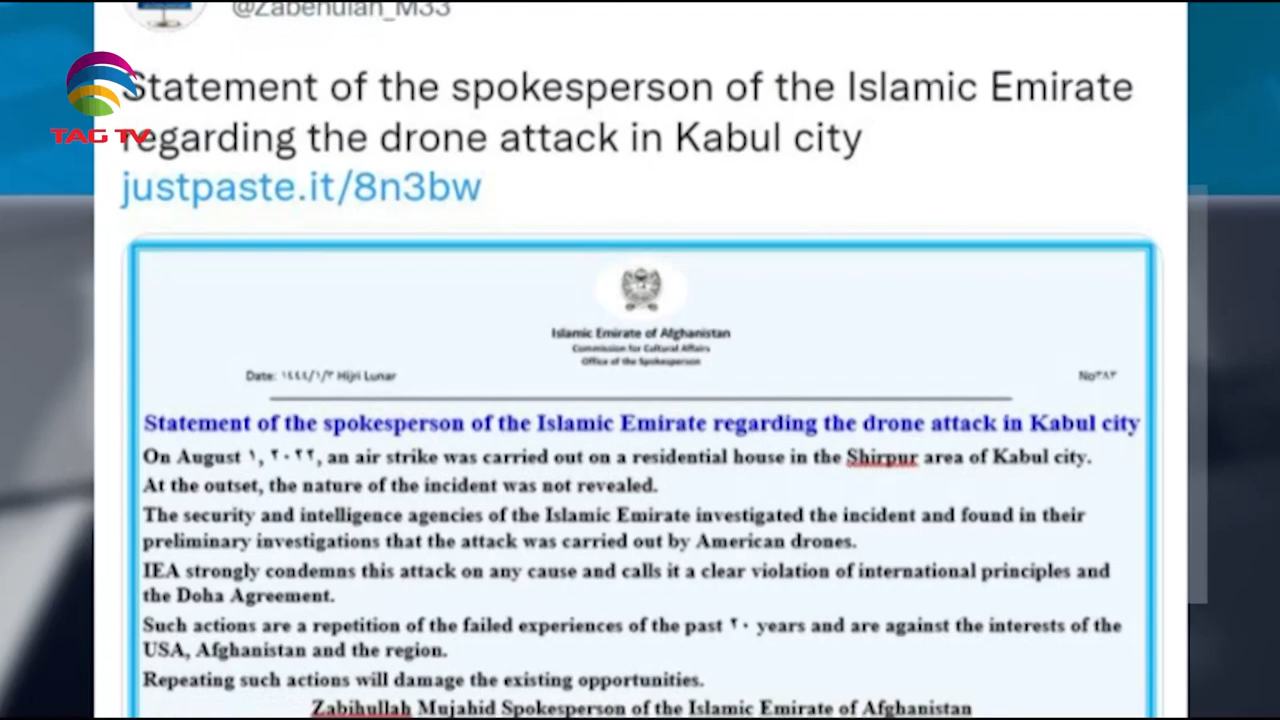 @Zabehulah_M33
TAG TV
Statement of the spokesperson of the Islamic Emirate
regarding the drone attack in Kabul city
justpaste.it/8n3bw
Islamic Emirate of Afghanistan
Commission for Cultural Affairs
Office of the Spokesperson
Date: ١٤٤٤/١/٣ Hijri Lunar
No٣٨٣
Statement of the spokesperson of the Islamic Emirate regarding the drone attack in Kabul city
On August ١, ٢٠٢٢, an air strike was carried out on a residential house in the Shirpur area of Kabul city.
At the outset, the nature of the incident was not revealed.
The security and intelligence agencies of the Islamic Emirate investigated the incident and found in their
preliminary investigations that the attack was carried out by American drones.
IEA strongly condemns this attack on any cause and calls it a clear violation of international principles and
the Doha Agreement.
Such actions are a repetition of the failed experiences of the past ٢٠ years and are against the interests of the
USA, Afghanistan and the region.
Repeating such actions will damage the existing opportunities.
Zabihullah Mujahid Spokesperson of the Islamic Emirate of Afghanistan